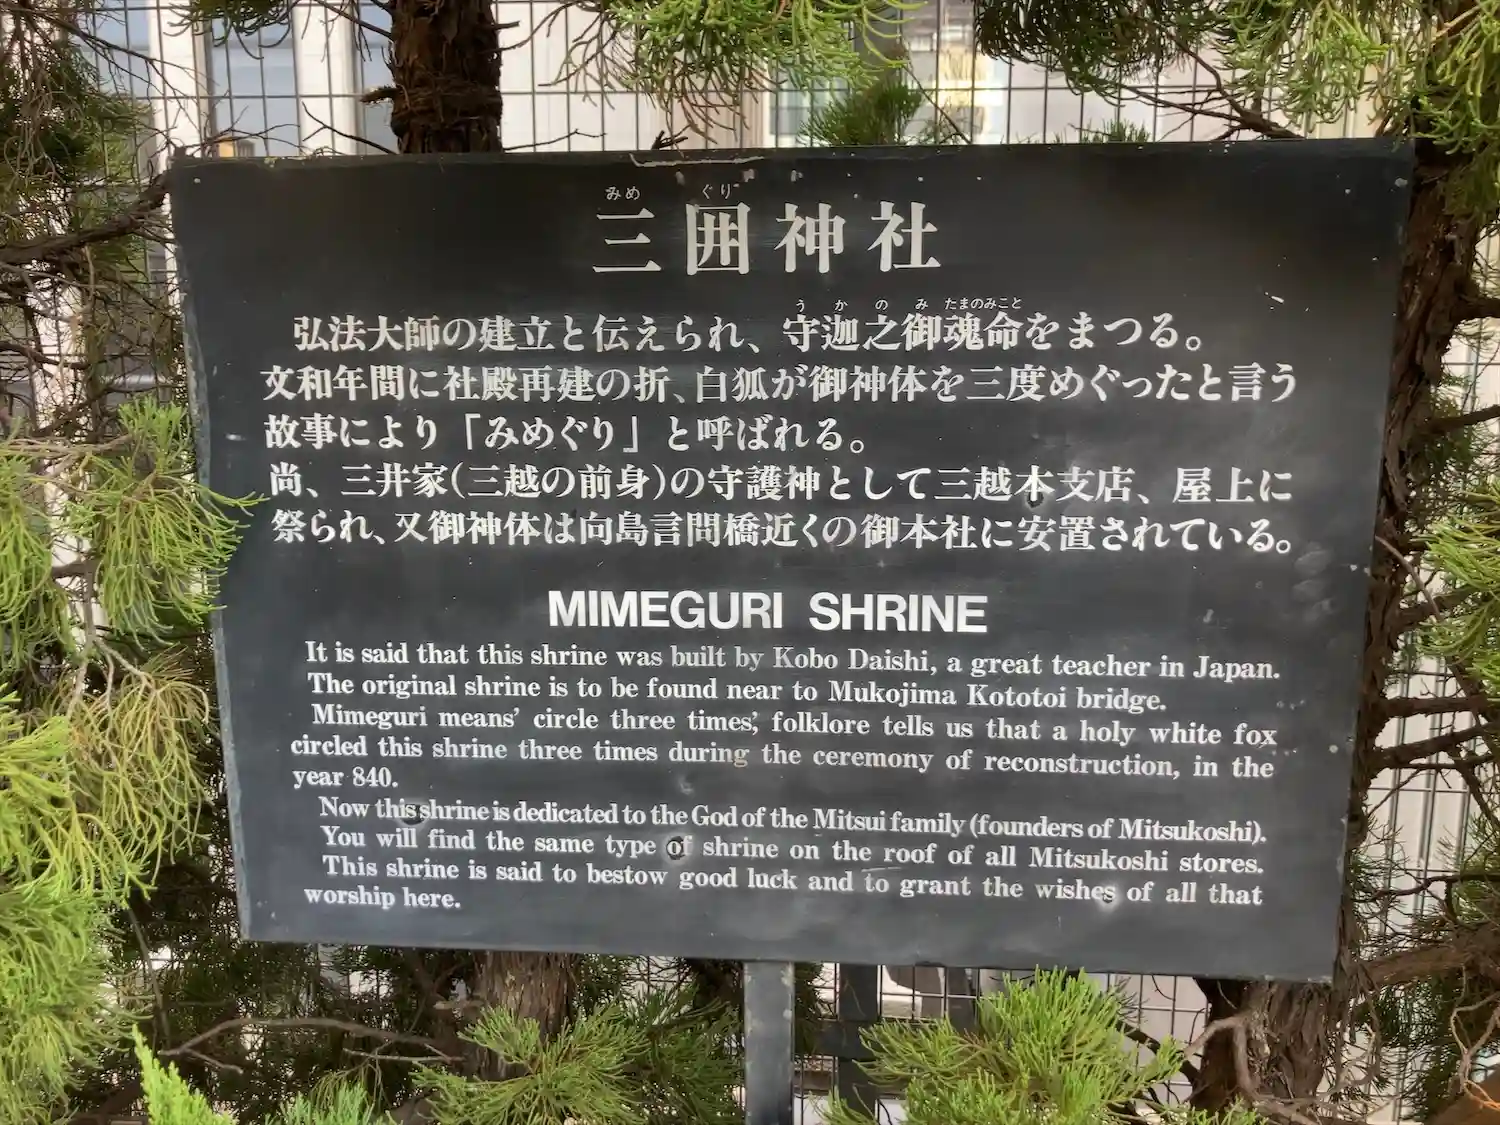 みめ ぐり
三囲神社
うかのみたまのみこと
弘法大師の建立と伝えられ、守迦之御魂命をまつる。
文和年間に社殿再建の折、白狐が御神体を三度めぐったと言う
故事により「みめぐり」と呼ばれる。
尚、三井家(三越の前身)の守護神として三越本支店、屋上に
祭られ、又御神体は向島言問橋近くの御本社に安置されている。
MIMEGURI SHRINE
It is said that this shrine was built by Kobo Daishi, a great teacher in Japan.
The original shrine is to be found near to Mukojima Kototoi bridge.
Mimeguri means’ circle three times,’ folklore tells us that a holy white fox
circled this shrine three times during the ceremony of reconstruction, in the
year 840.
Now this shrine is dedicated to the God of the Mitsui family (founders of Mitsukoshi).
You will find the same type of shrine on the roof of all Mitsukoshi stores.
This shrine is said to bestow good luck and to grant the wishes of all that
worship here.